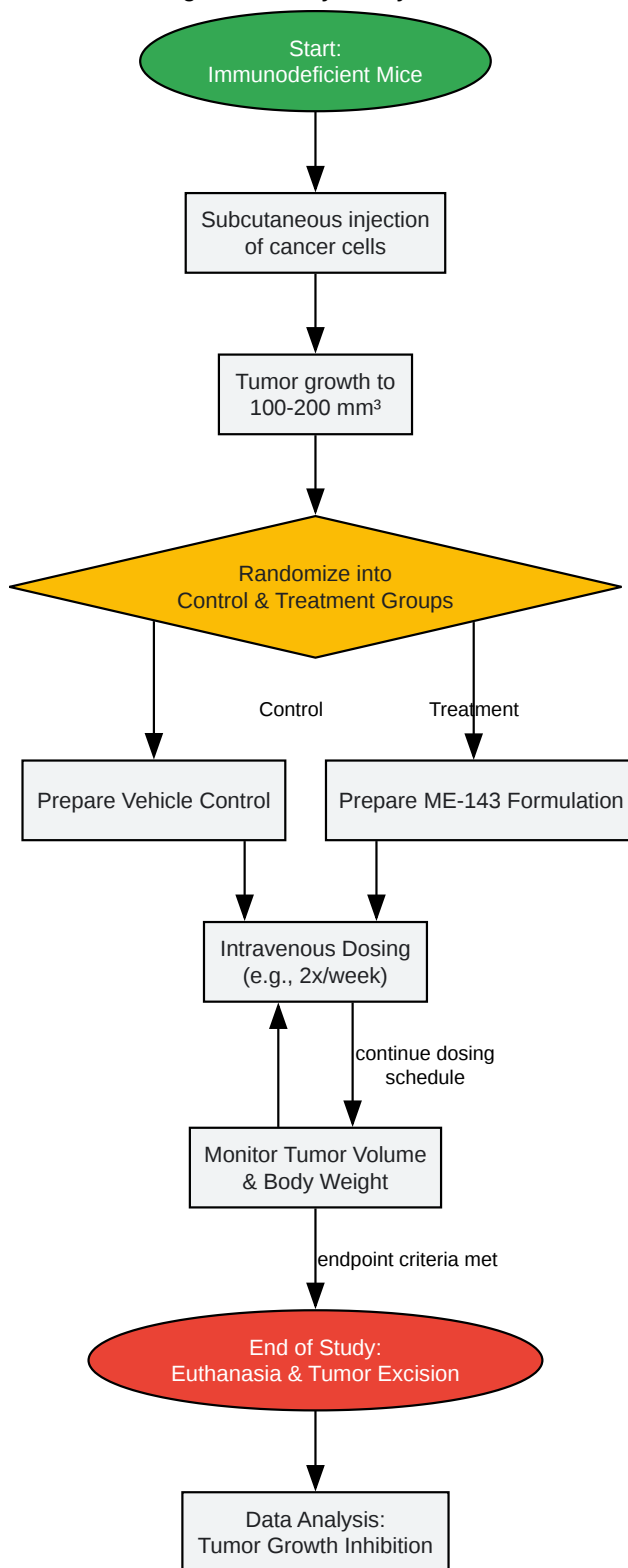 Start:
Immunodeficient Mice
Subcutaneous injection
of cancer cells
Tumor growth to
100-200 mm³
Randomize into
Control & Treatment Groups
Control
Treatment
Prepare Vehicle Control
Prepare ME-143 Formulation
Intravenous Dosing
(e.g., 2x/week)
continue dosing
schedule
Monitor Tumor Volume
& Body Weight
endpoint criteria met
End of Study:
Euthanasia & Tumor Excision
Data Analysis:
Tumor Growth Inhibition